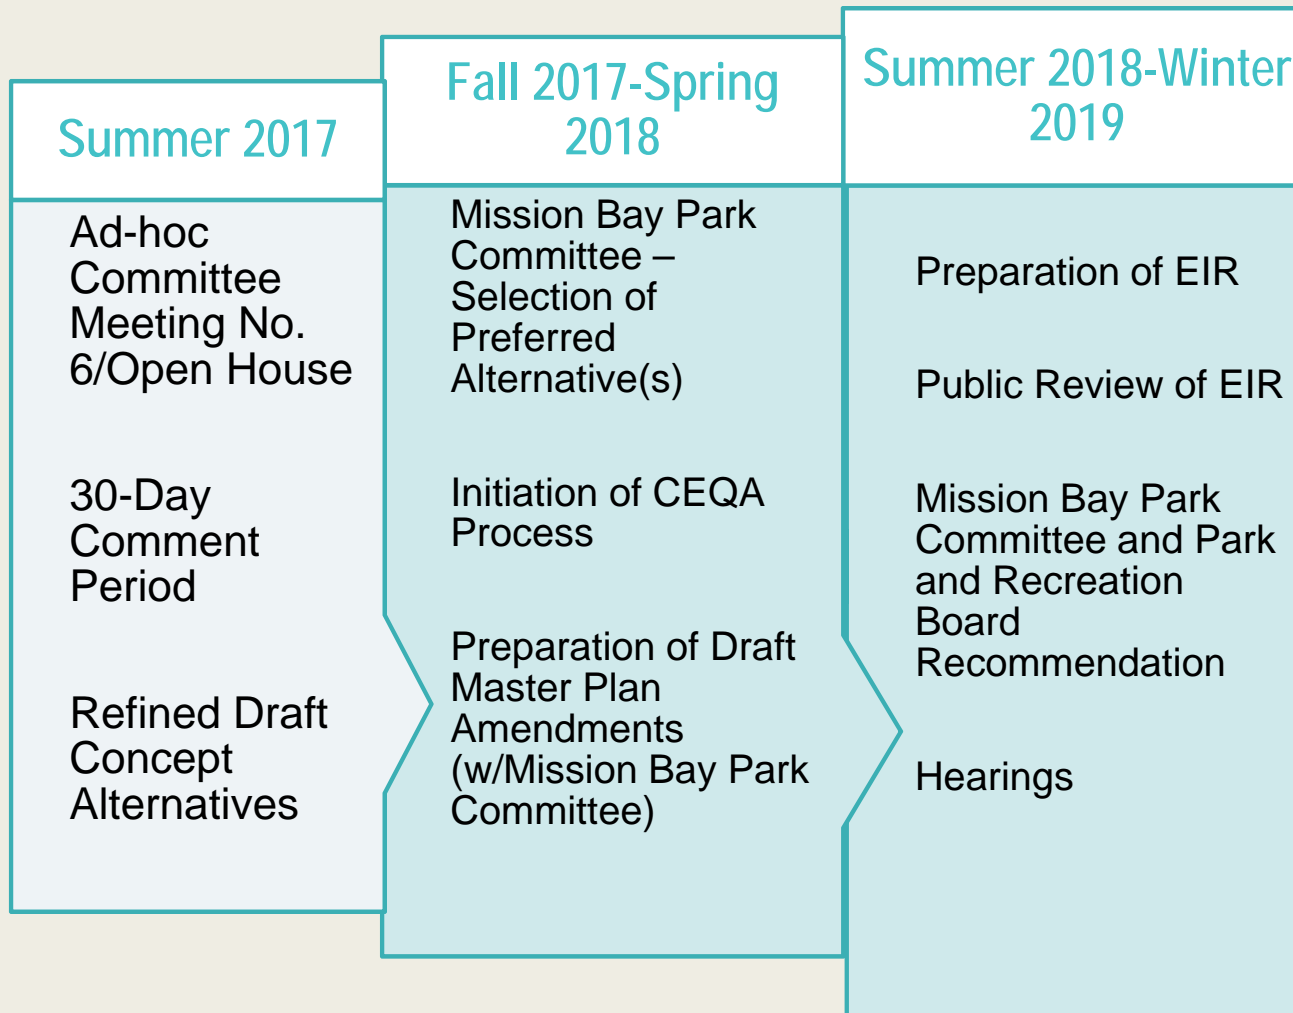 Summer 2017
Ad-hoc
Committee
Meeting No.
6/Open House
30-Day
Comment
Period
Refined Draft
Concept
Alternatives
Fall 2017-Spring
2018
Mission Bay Park
Committee –
Selection of
Preferred
Alternative(s)
Initiation of CEQA
Process
Preparation of Draft
Master Plan
Amendments
(w/Mission Bay Park
Committee)
Summer 2018-Winter
2019
Preparation of EIR
Public Review of EIR
Mission Bay Park
Committee and Park
and Recreation
Board
Recommendation
Hearings